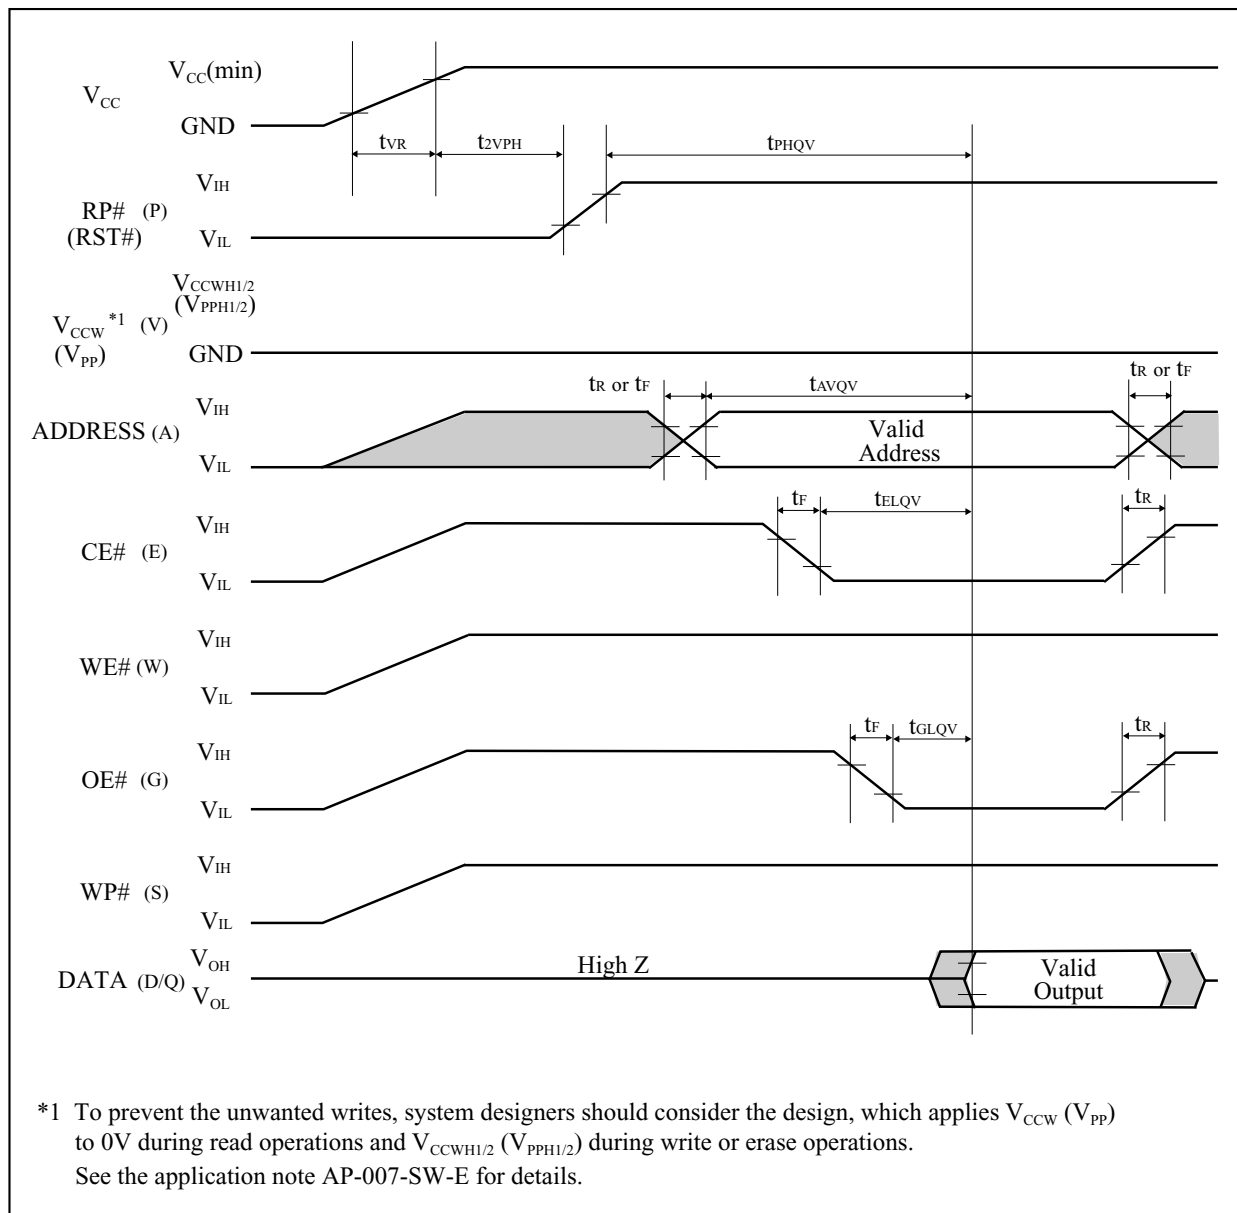 VCC(min)
VCC
GND
tVR
t2VPH
tPHQV
VIH
RP# (P)
(RST#)
VIL
VCCWH1/2
(VPPH1/2)
VCCW *1 (V)
(VPP)
GND
tR or tF
tAVQV
tR or tF
VIH
ADDRESS (A)
Valid
Address
VIL
tF
tELQV
tR
VIH
CE# (E)
VIL
VIH
WE# (W)
VIL
tF
tGLQV
tR
VIH
OE# (G)
VIL
VIH
WP# (S)
VIL
VOH
High Z
DATA (D/Q)
Valid
Output
VOL
*1 To prevent the unwanted writes, system designers should consider the design, which applies VCCW (VPP)
to 0V during read operations and VCCWH1/2 (VPPH1/2) during write or erase operations.
See the application note AP-007-SW-E for details.